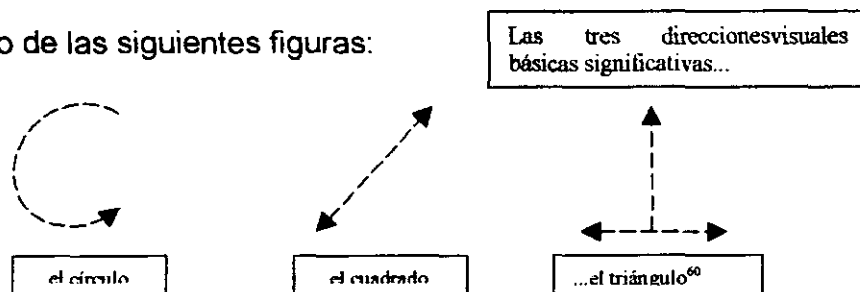 o de las siguientes figuras:
Las tres direccionesvisuales
básicas significativas...
el círculo
el cuadrado
...el triángulo⁶⁰